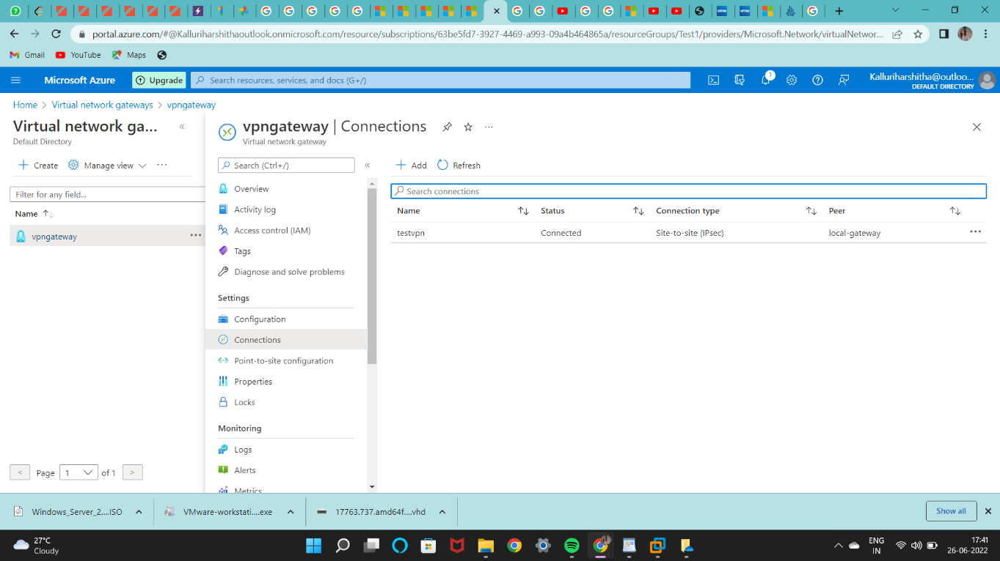 portal.azure.com/#@Kalluriharshithaoutlook.onmicrosoft.com/resource/subscriptions/63be5fd7-3927-4469-a993-09a4b464865a/resourceGroups/Test1/providers/Microsoft.Network/virtualNetwor...
Gmail YouTube Maps
Microsoft Azure Upgrade Search resources, services, and docs (G+/) 1 Kalluriharshitha@outloo... DEFAULT DIRECTORY
Home > Virtual network gateways > vpngateway
Virtual network ga... «
Default Directory
+ Create Manage view ...
Filter for any field...
Name ↑↓
vpngateway ...
< Page 1 of 1 >
vpngateway | Connections ...
Virtual network gateway
Search (Ctrl+/) «
Overview
Activity log
Access control (IAM)
Tags
Diagnose and solve problems
Settings
Configuration
Connections
Point-to-site configuration
Properties
Locks
Monitoring
Logs
Alerts
Metrics
+ Add Refresh
Search connections
Name ↑↓ Status ↑↓ Connection type ↑↓ Peer ↑↓
testvpn Connected Site-to-site (IPsec) local-gateway ...
Windows_Server_2....ISO VMware-workstati....exe 17763.737.amd64f....vhd Show all
27°C
Cloudy
ENG
IN
17:41
26-06-2022